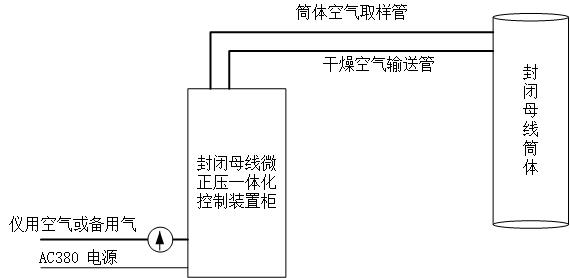 筒体空气取样管
干燥空气输送管
封闭母线筒体
封闭母线微
正压一体化
控制装置柜
仪用空气或备用气
AC380 电源